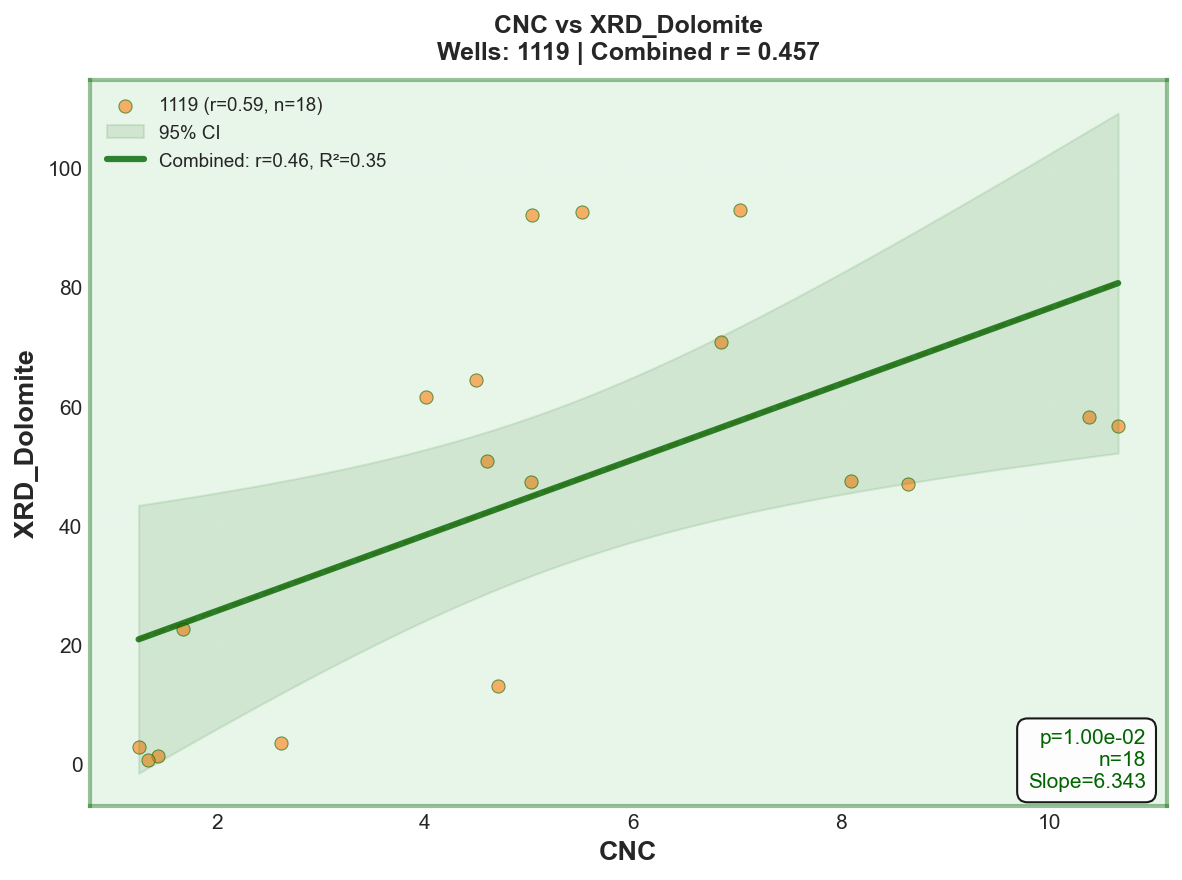 CNC vs XRD_Dolomite
Wells: 1119 | Combined r = 0.457
1119 (r=0.59, n=18)
95% CI
Combined: r=0.46, R²=0.35
XRD_Dolomite
100
80
60
40
20
0
p=1.00e-02
n=18
Slope=6.343
2 4 6 8 10
CNC